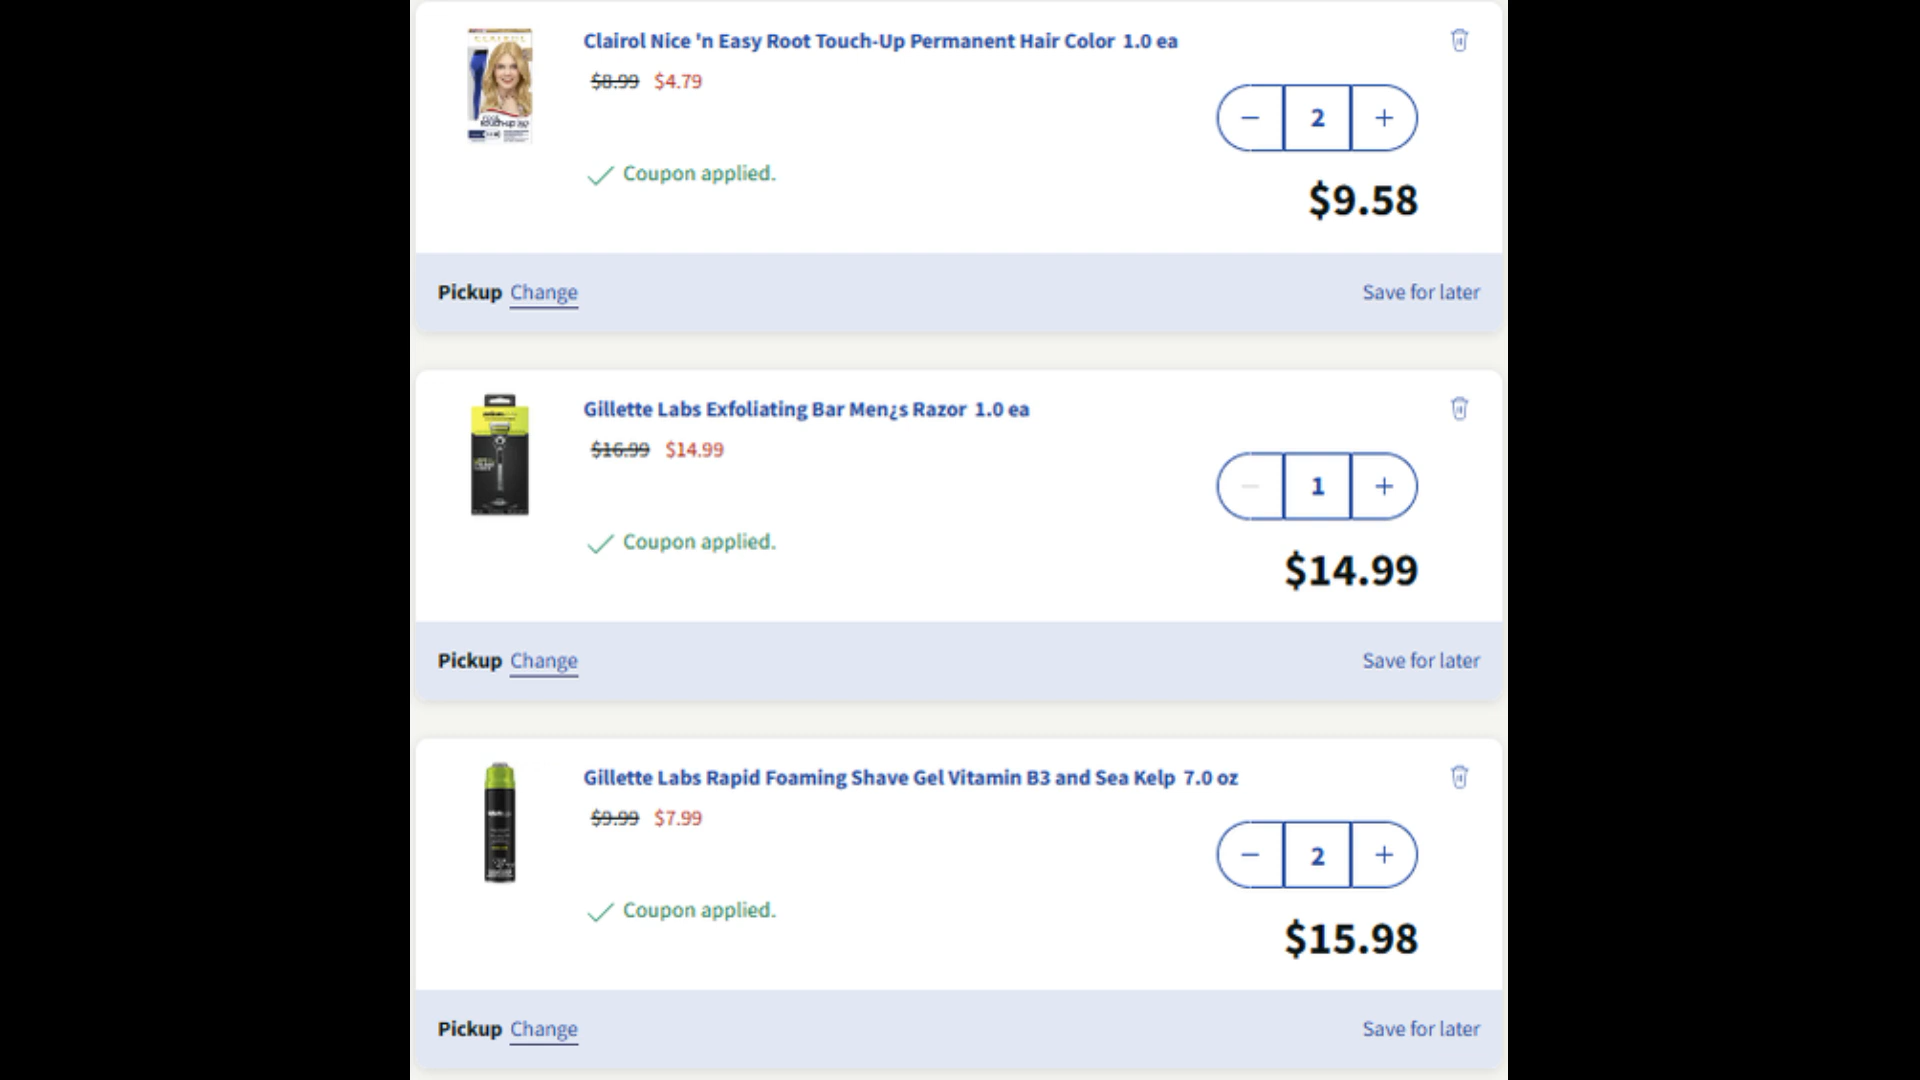 Clairol Nice 'n Easy Root Touch-Up Permanent Hair Color 1.0 ea
$8.99 $4.79
2
Coupon applied.
$9.58
Pickup Change
Save for later
Gillette Labs Exfoliating Bar Men¿s Razor 1.0 ea
$16.99 $14.99
1
Coupon applied.
$14.99
Pickup Change
Save for later
Gillette Labs Rapid Foaming Shave Gel Vitamin B3 and Sea Kelp 7.0 oz
$9.99 $7.99
2
Coupon applied.
$15.98
Pickup Change
Save for later